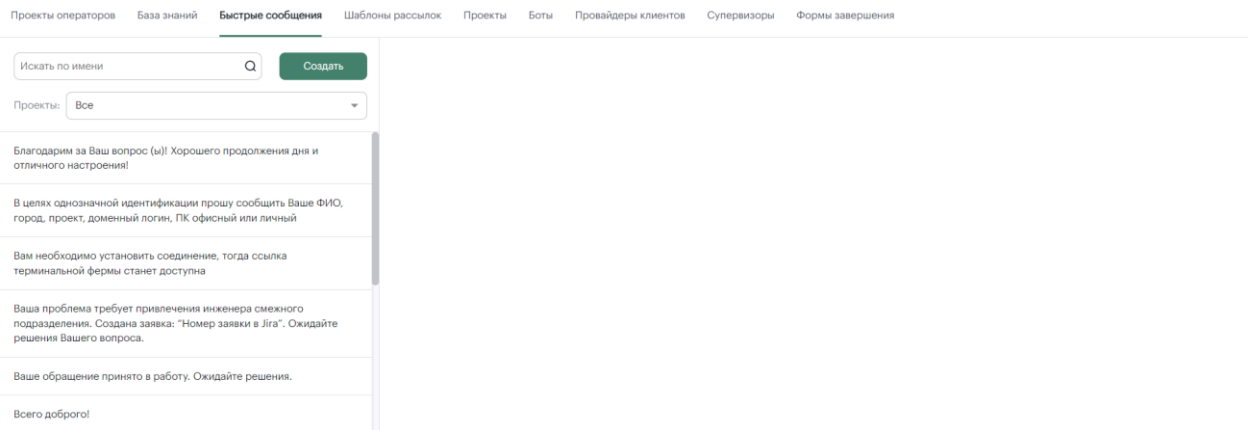 Проекты операторов База знаний Быстрые сообщения Шаблоны рассылок Проекты Боты Провайдеры клиентов Супервизоры Формы завершения
Искать по имени Создать
Проекты: Все
Благодарим за Ваш вопрос (ы)! Хорошего продолжения дня и
отличного настроения!
В целях однозначной идентификации прошу сообщить Ваше ФИО,
город, проект, доменный логин, ПК офисный или личный
Вам необходимо установить соединение, тогда ссылка
терминальной фермы станет доступна
Ваша проблема требует привлечения инженера смежного
подразделения. Создана заявка: "Номер заявки в Jira". Ожидайте
решения Вашего вопроса.
Ваше обращение принято в работу. Ожидайте решения.
Всего доброго!